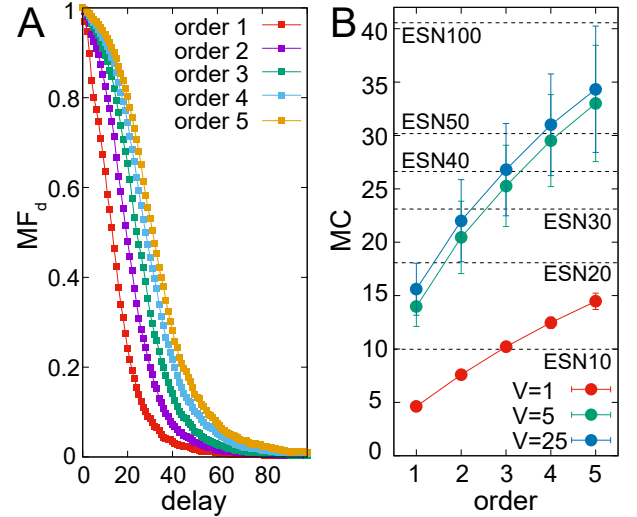 A
order 1
order 2
order 3
order 4
order 5
1
0.8
0.6
0.4
0.2
0
MF_d
0 20 40 60 80
delay
B
40
35
30
25
20
15
10
5
0
MC
ESN100
ESN50
ESN40
ESN30
ESN20
ESN10
V=1
V=5
V=25
1 2 3 4 5
order